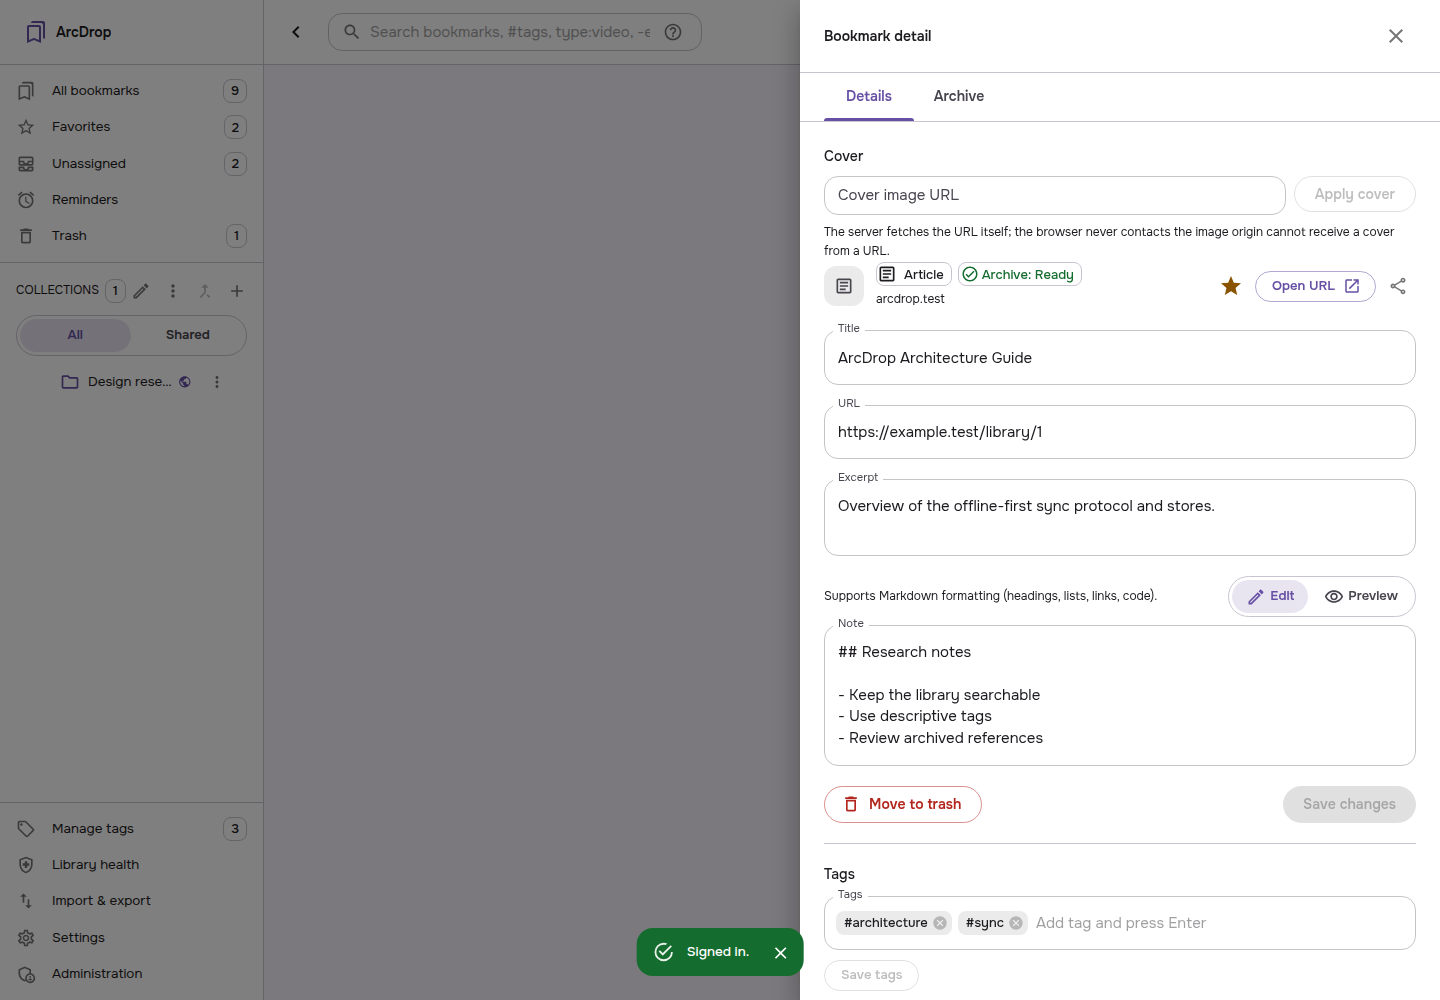 ArcDrop
Search bookmarks, #tags, type:video, -e
All bookmarks 9
Favorites 2
Unassigned 2
Reminders
Trash 1
COLLECTIONS 1
All Shared
Design rese...
Manage tags 3
Library health
Import & export
Settings
Administration
Signed in.
Bookmark detail
Details Archive
Cover
Cover image URL Apply cover
The server fetches the URL itself; the browser never contacts the image origin cannot receive a cover
from a URL.
Article Archive: Ready
arcdrop.test
Open URL
Title
ArcDrop Architecture Guide
URL
https://example.test/library/1
Excerpt
Overview of the offline-first sync protocol and stores.
Supports Markdown formatting (headings, lists, links, code). Edit Preview
Note
## Research notes
- Keep the library searchable
- Use descriptive tags
- Review archived references
Move to trash Save changes
Tags
Tags
#architecture #sync Add tag and press Enter
Save tags